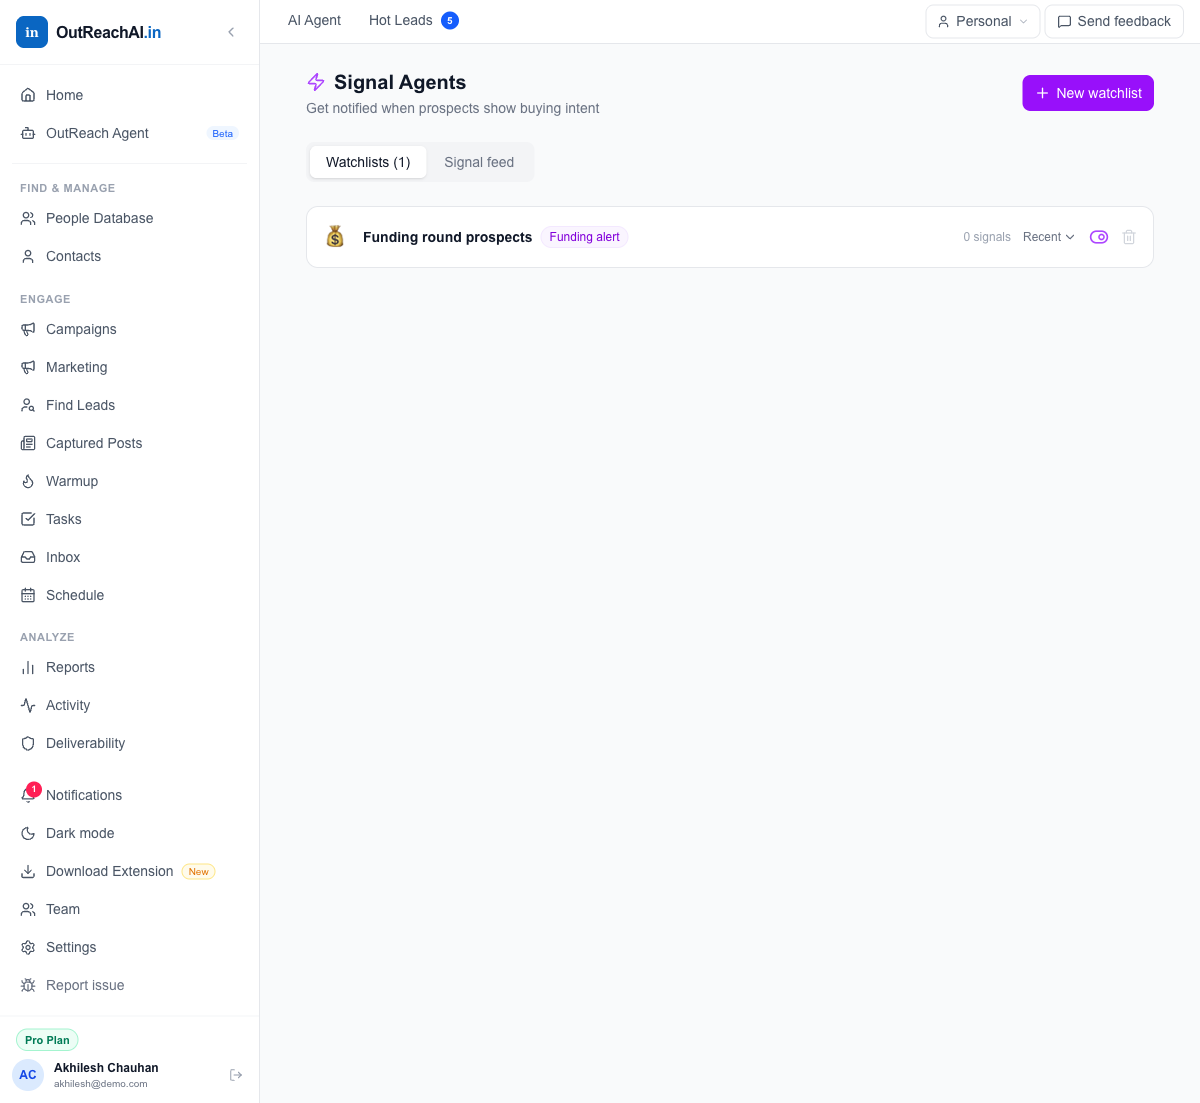 in OutReachAI.in
Home
OutReach Agent Beta
FIND & MANAGE
People Database
Contacts
ENGAGE
Campaigns
Marketing
Find Leads
Captured Posts
Warmup
Tasks
Inbox
Schedule
ANALYZE
Reports
Activity
Deliverability
1 Notifications
Dark mode
Download Extension New
Team
Settings
Report issue
Pro Plan
AC Akhilesh Chauhan
akhilesh@demo.com
AI Agent Hot Leads 5 Personal Send feedback
Signal Agents
Get notified when prospects show buying intent
New watchlist
Watchlists (1) Signal feed
Funding round prospects Funding alert 0 signals Recent